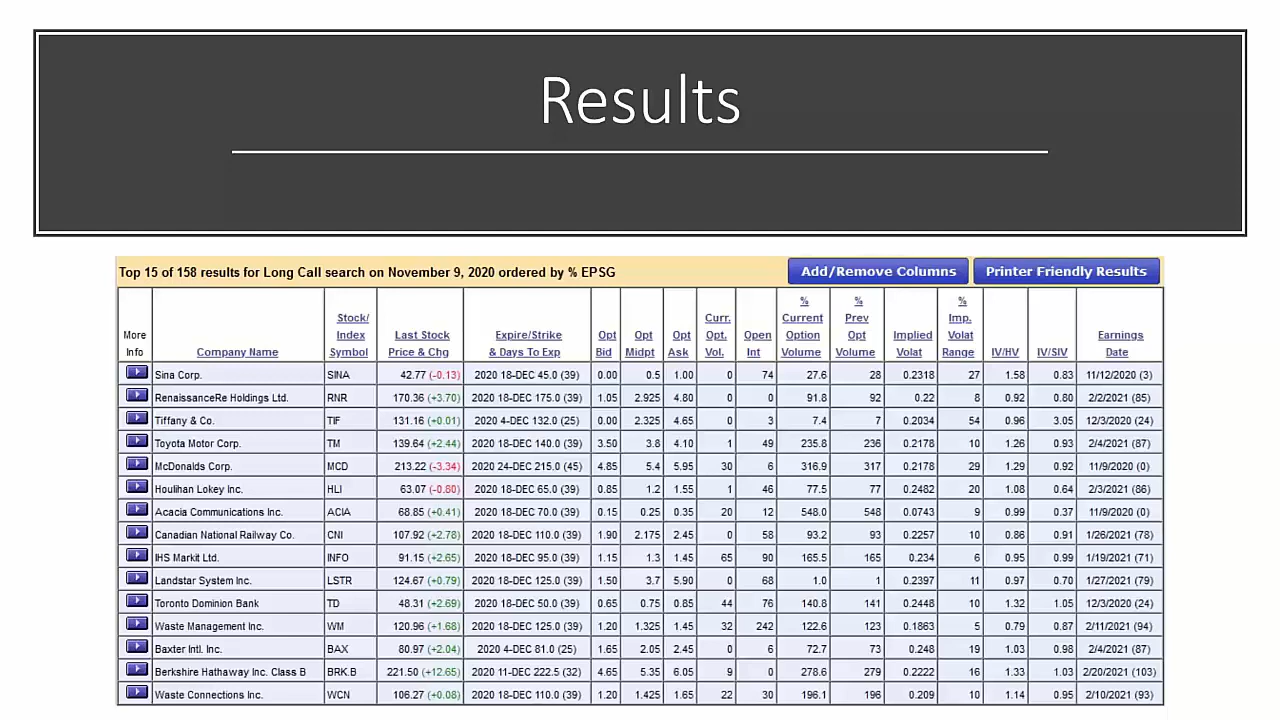 Results
Top 15 of 158 results for Long Call search on November 9, 2020 ordered by % EPSG Add/Remove Columns Printer Friendly Results
More Info Company Name Stock/ Index Symbol Last Stock Price & Chg Expire/Strike & Days To Exp Opt Bid Opt Midpt Opt Ask Curr. Opt. Vol. Open Int % Current Option Volume % Prev Opt Volume Implied Volat % Imp. Volat Range IV/HV IV/SIV Earnings Date
Sina Corp. SINA 42.77 (-0.13) 2020 18-DEC 45.0 (39) 0.00 0.5 1.00 0 74 27.6 28 0.2318 27 1.58 0.83 11/12/2020 (3)
RenaissanceRe Holdings Ltd. RNR 170.36 (+3.70) 2020 18-DEC 175.0 (39) 1.05 2.925 4.80 0 0 91.8 92 0.22 8 0.92 0.80 2/2/2021 (85)
Tiffany & Co. TIF 131.16 (+0.01) 2020 4-DEC 132.0 (25) 0.00 2.325 4.65 0 3 7.4 7 0.2034 54 0.96 3.05 12/3/2020 (24)
Toyota Motor Corp. TM 139.64 (+2.44) 2020 18-DEC 140.0 (39) 3.50 3.8 4.10 1 49 235.8 236 0.2178 10 1.26 0.93 2/4/2021 (87)
McDonalds Corp. MCD 213.22 (-3.34) 2020 24-DEC 215.0 (45) 4.85 5.4 5.95 30 6 316.9 317 0.2178 29 1.29 0.92 11/9/2020 (0)
Houlihan Lokey Inc. HLI 63.07 (-0.80) 2020 18-DEC 65.0 (39) 0.85 1.2 1.55 1 46 77.5 77 0.2482 20 1.08 0.64 2/3/2021 (86)
Acacia Communications Inc. ACIA 68.85 (+0.41) 2020 18-DEC 70.0 (39) 0.15 0.25 0.35 20 12 548.0 548 0.0743 9 0.99 0.37 11/9/2020 (0)
Canadian National Railway Co. CNI 107.92 (+2.78) 2020 18-DEC 110.0 (39) 1.90 2.175 2.45 0 58 93.2 93 0.2257 10 0.86 0.91 1/26/2021 (78)
IHS Markit Ltd. INFO 91.15 (+2.65) 2020 18-DEC 95.0 (39) 1.15 1.3 1.45 65 90 165.5 165 0.234 6 0.95 0.99 1/19/2021 (71)
Landstar System Inc. LSTR 124.67 (+0.79) 2020 18-DEC 125.0 (39) 1.50 3.7 5.90 0 68 1.0 1 0.2397 11 0.97 0.70 1/27/2021 (79)
Toronto Dominion Bank TD 48.31 (+2.69) 2020 18-DEC 50.0 (39) 0.65 0.75 0.85 44 76 140.8 141 0.2448 10 1.32 1.05 12/3/2020 (24)
Waste Management Inc. WM 120.96 (+1.68) 2020 18-DEC 125.0 (39) 1.20 1.325 1.45 32 242 122.6 123 0.1863 5 0.79 0.87 2/11/2021 (94)
Baxter Intl. Inc. BAX 80.97 (+2.04) 2020 4-DEC 81.0 (25) 1.65 2.05 2.45 0 6 72.7 73 0.248 19 1.03 0.98 2/4/2021 (87)
Berkshire Hathaway Inc. Class B BRK.B 221.50 (+12.65) 2020 11-DEC 222.5 (32) 4.65 5.35 6.05 9 0 278.6 279 0.2222 16 1.33 1.03 2/20/2021 (103)
Waste Connections Inc. WCN 106.27 (+0.08) 2020 18-DEC 110.0 (39) 1.20 1.425 1.65 22 30 196.1 196 0.209 10 1.14 0.95 2/10/2021 (93)